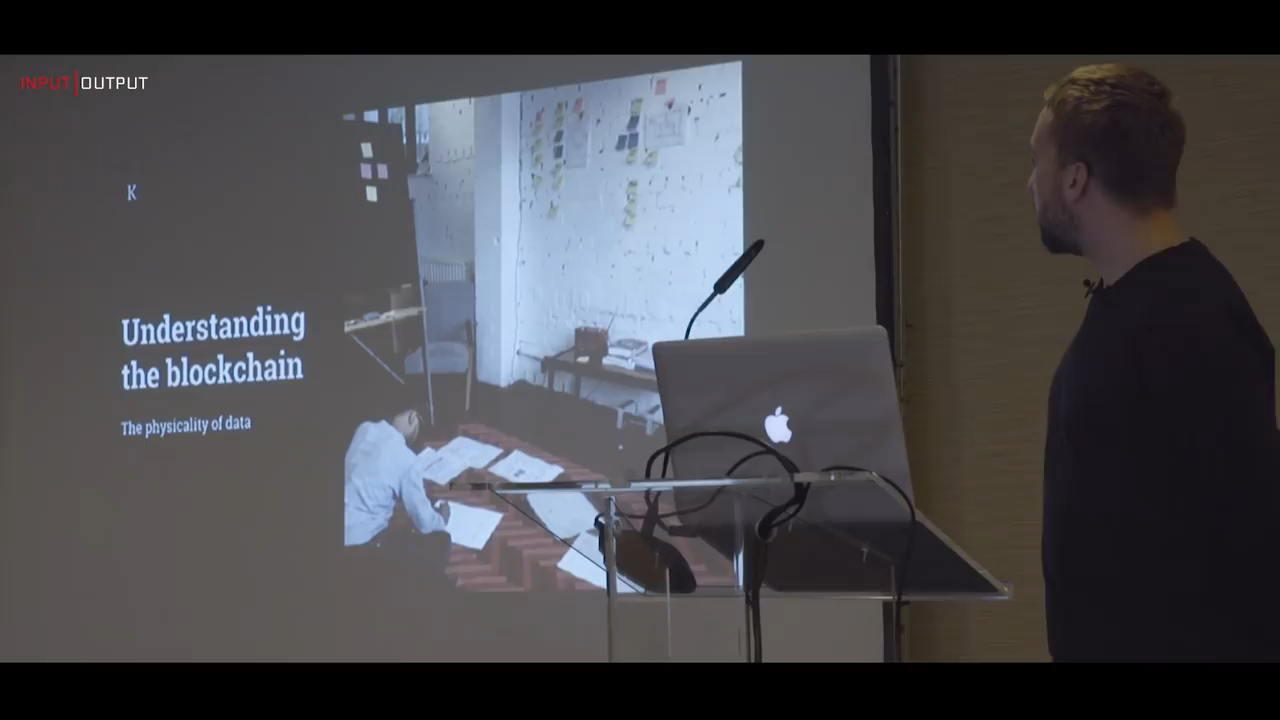 INPUT|OUTPUT
K
Understanding
the blockchain
The physicality of data